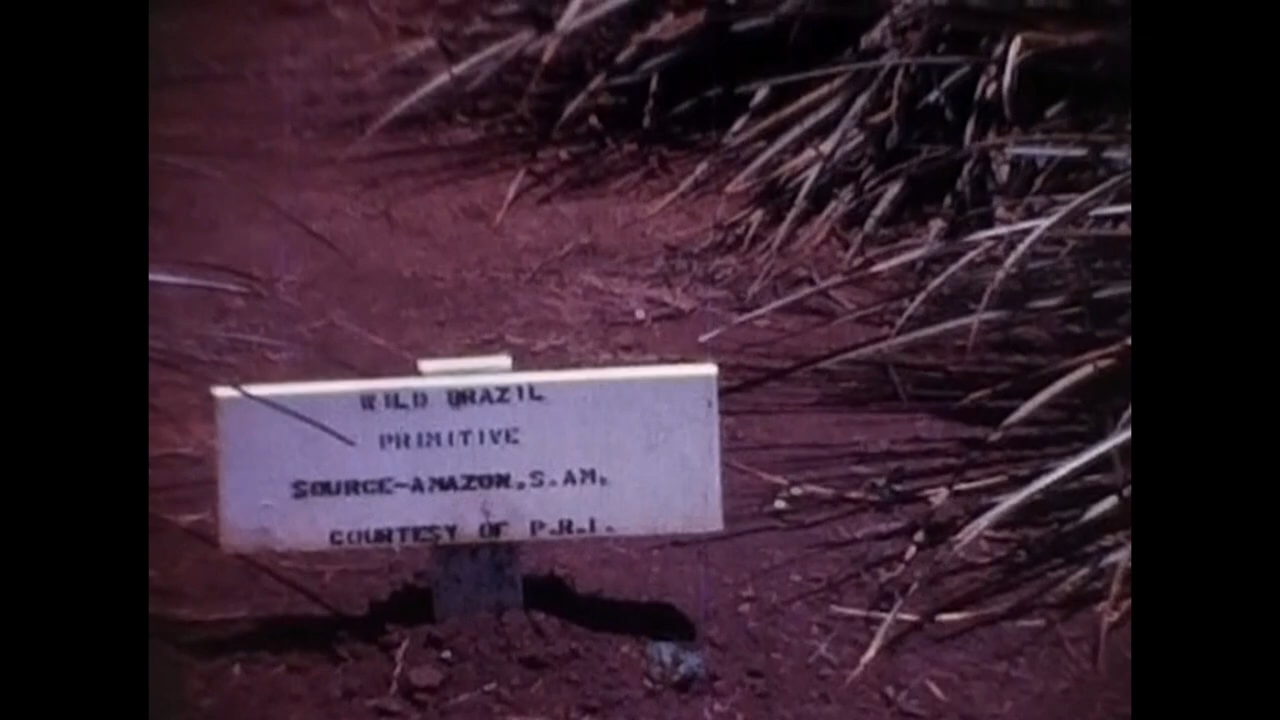 WILD BRAZIL
PRIMITIVE
SOURCE-AMAZON,S.AM.
COURTESY OF P.R.I.